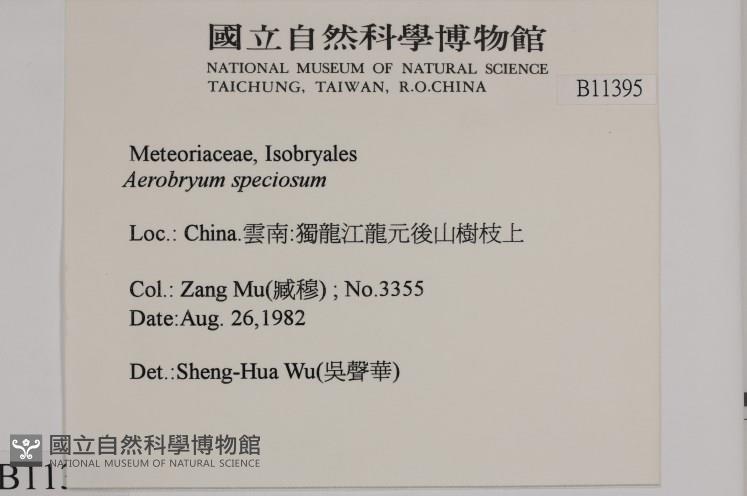 國立自然科學博物館
NATIONAL MUSEUM OF NATURAL SCIENCE
TAICHUNG, TAIWAN, R.O.CHINA
B11395
Meteoriaceae, Isobryales
Aerobryum speciosum
Loc.: China.雲南:獨龍江龍元後山樹枝上
Col.: Zang Mu(臧穆) ; No.3355
Date:Aug. 26,1982
Det.:Sheng-Hua Wu(吳聲華)
國立自然科學博物館
NATIONAL MUSEUM OF NATURAL SCIENCE